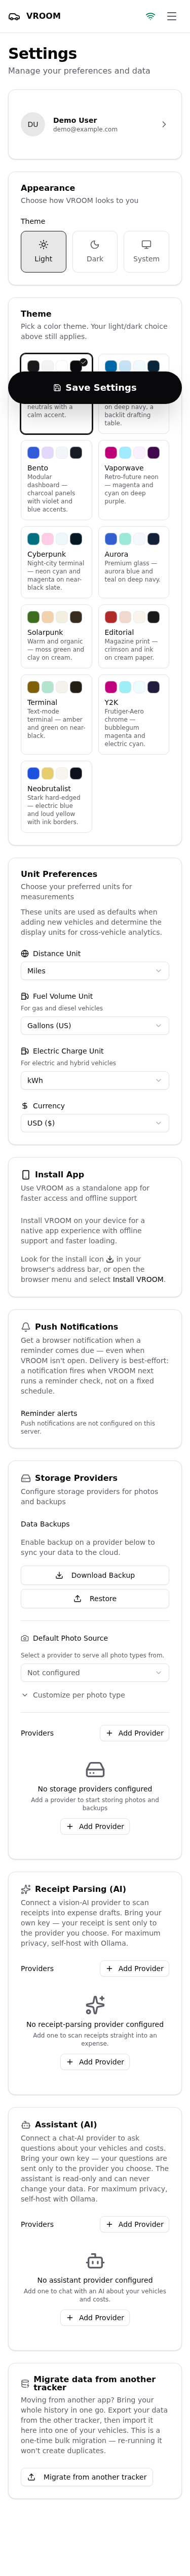 VROOM
Settings
Manage your preferences and data
DU
Demo User
demo@example.com
Appearance
Choose how VROOM looks to you
Theme
Light
Dark
System
Theme
Pick a color theme. Your light/dark choice
above still applies.
Save Settings
neutrals with a
calm accent.
on deep navy, a
backlit drafting
table.
Bento
Modular
dashboard —
charcoal panels
with violet and
blue accents.
Vaporwave
Retro-future neon
— magenta and
cyan on deep
purple.
Cyberpunk
Night-city terminal
— neon cyan and
magenta on near-
black slate.
Aurora
Premium glass —
aurora blue and
teal on deep navy.
Solarpunk
Warm and organic
— moss green and
clay on cream.
Editorial
Magazine print —
crimson and ink
on cream paper.
Terminal
Text-mode
terminal — amber
and green on near-
black.
Y2K
Frutiger-Aero
chrome —
bubblegum
magenta and
electric cyan.
Neobrutalist
Stark hard-edged
— electric blue
and loud yellow
with ink borders.
Unit Preferences
Choose your preferred units for
measurements
These units are used as defaults when
adding new vehicles and determine the
display units for cross-vehicle analytics.
Distance Unit
Miles
Fuel Volume Unit
For gas and diesel vehicles
Gallons (US)
Electric Charge Unit
For electric and hybrid vehicles
kWh
Currency
USD ($)
Install App
Use VROOM as a standalone app for
faster access and offline support
Install VROOM on your device for a
native app experience with offline
support and faster loading.
Look for the install icon in your
browser's address bar, or open the
browser menu and select Install VROOM.
Push Notifications
Get a browser notification when a
reminder comes due — even when
VROOM isn't open. Delivery is best-effort:
a notification fires when VROOM next
runs a reminder check, not on a fixed
schedule.
Reminder alerts
Push notifications are not configured on this
server.
Storage Providers
Configure storage providers for photos
and backups
Data Backups
Enable backup on a provider below to
sync your data to the cloud.
Download Backup
Restore
Default Photo Source
Select a provider to serve all photo types from.
Not configured
Customize per photo type
Providers
Add Provider
No storage providers configured
Add a provider to start storing photos and
backups
Add Provider
Receipt Parsing (AI)
Connect a vision-AI provider to scan
receipts into expense drafts. Bring your
own key — your receipt is sent only to
the provider you choose. For maximum
privacy, self-host with Ollama.
Providers
Add Provider
No receipt-parsing provider configured
Add one to scan receipts straight into an
expense.
Add Provider
Assistant (AI)
Connect a chat-AI provider to ask
questions about your vehicles and costs.
Bring your own key — your questions are
sent only to the provider you choose. The
assistant is read-only and can never
change your data. For maximum privacy,
self-host with Ollama.
Providers
Add Provider
No assistant provider configured
Add one to chat with an AI about your vehicles
and costs.
Add Provider
Migrate data from another
tracker
Moving from another app? Bring your
whole history in one go. Export your data
from the other tracker, then import it
here into one of your vehicles. This is a
one-time bulk migration — re-running it
won't create duplicates.
Migrate from another tracker